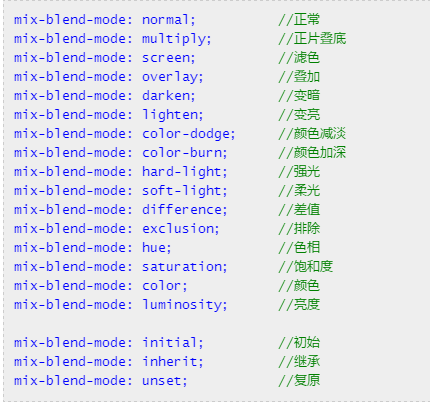 mix-blend-mode: normal; //正常
mix-blend-mode: multiply; //正片叠底
mix-blend-mode: screen; //滤色
mix-blend-mode: overlay; //叠加
mix-blend-mode: darken; //变暗
mix-blend-mode: lighten; //变亮
mix-blend-mode: color-dodge; //颜色减淡
mix-blend-mode: color-burn; //颜色加深
mix-blend-mode: hard-light; //强光
mix-blend-mode: soft-light; //柔光
mix-blend-mode: difference; //差值
mix-blend-mode: exclusion; //排除
mix-blend-mode: hue; //色相
mix-blend-mode: saturation; //饱和度
mix-blend-mode: color; //颜色
mix-blend-mode: luminosity; //亮度
mix-blend-mode: initial; //初始
mix-blend-mode: inherit; //继承
mix-blend-mode: unset; //复原